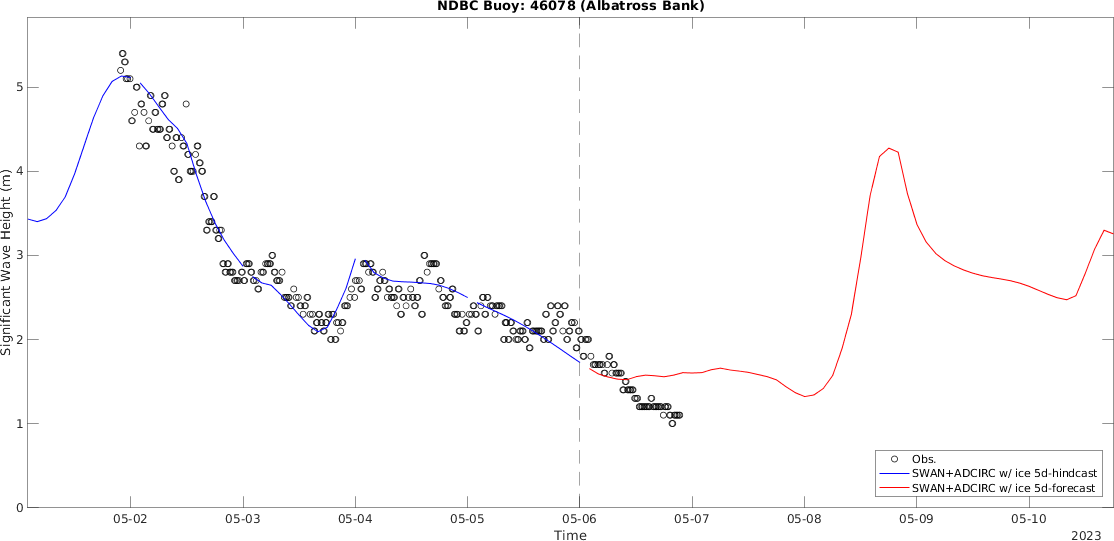 NDBC Buoy: 46078 (Albatross Bank)
Significant Wave Height (m)
5
4
3
2
1
0
Obs.
SWAN+ADCIRC w/ ice 5d-hindcast
SWAN+ADCIRC w/ ice 5d-forecast
05-02 05-03 05-04 05-05 05-06 05-07 05-08 05-09 05-10
Time
2023